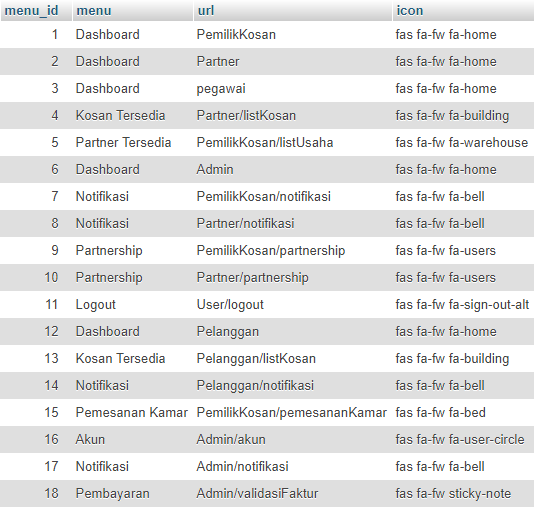 menu_id menu url icon
1 Dashboard PemilikKosan fas fa-fw fa-home
2 Dashboard Partner fas fa-fw fa-home
3 Dashboard pegawai fas fa-fw fa-home
4 Kosan Tersedia Partner/listKosan fas fa-fw fa-building
5 Partner Tersedia PemilikKosan/listUsaha fas fa-fw fa-warehouse
6 Dashboard Admin fas fa-fw fa-home
7 Notifikasi PemilikKosan/notifikasi fas fa-fw fa-bell
8 Notifikasi Partner/notifikasi fas fa-fw fa-bell
9 Partnership PemilikKosan/partnership fas fa-fw fa-users
10 Partnership Partner/partnership fas fa-fw fa-users
11 Logout User/logout fas fa-fw fa-sign-out-alt
12 Dashboard Pelanggan fas fa-fw fa-home
13 Kosan Tersedia Pelanggan/listKosan fas fa-fw fa-building
14 Notifikasi Pelanggan/notifikasi fas fa-fw fa-bell
15 Pemesanan Kamar PemilikKosan/pemesananKamar fas fa-fw fa-bed
16 Akun Admin/akun fas fa-fw fa-user-circle
17 Notifikasi Admin/notifikasi fas fa-fw fa-bell
18 Pembayaran Admin/validasiFaktur fas fa-fw sticky-note